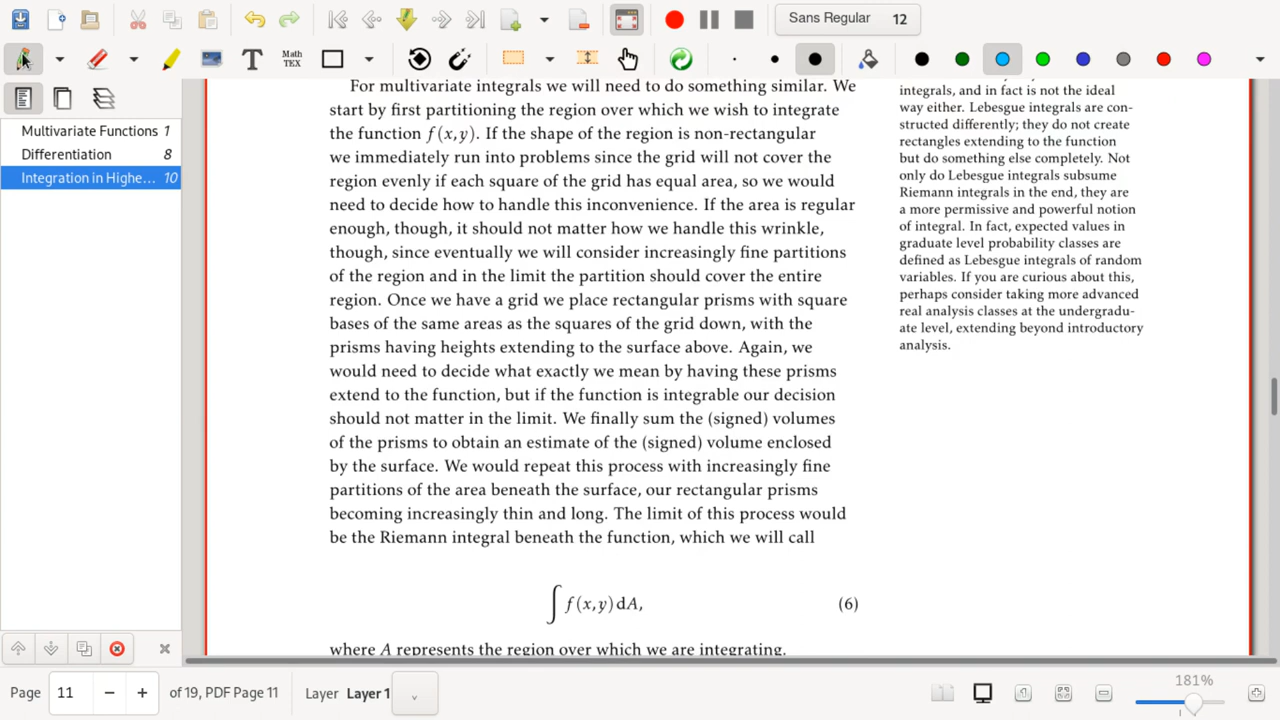 Sans Regular 12
Math
TEX
Multivariate Functions 1
Differentiation 8
Integration in Highe... 10
For multivariate integrals we will need to do something similar. We
start by first partitioning the region over which we wish to integrate
the function f(x,y). If the shape of the region is non-rectangular
we immediately run into problems since the grid will not cover the
region evenly if each square of the grid has equal area, so we would
need to decide how to handle this inconvenience. If the area is regular
enough, though, it should not matter how we handle this wrinkle,
though, since eventually we will consider increasingly fine partitions
of the region and in the limit the partition should cover the entire
region. Once we have a grid we place rectangular prisms with square
bases of the same areas as the squares of the grid down, with the
prisms having heights extending to the surface above. Again, we
would need to decide what exactly we mean by having these prisms
extend to the function, but if the function is integrable our decision
should not matter in the limit. We finally sum the (signed) volumes
of the prisms to obtain an estimate of the (signed) volume enclosed
by the surface. We would repeat this process with increasingly fine
partitions of the area beneath the surface, our rectangular prisms
becoming increasingly thin and long. The limit of this process would
be the Riemann integral beneath the function, which we will call
∫ f(x,y) dA, (6)
where A represents the region over which we are integrating.
integrals, and in fact is not the ideal
way either. Lebesgue integrals are con-
structed differently; they do not create
rectangles extending to the function
but do something else completely. Not
only do Lebesgue integrals subsume
Riemann integrals in the end, they are
a more permissive and powerful notion
of integral. In fact, expected values in
graduate level probability classes are
defined as Lebesgue integrals of random
variables. If you are curious about this,
perhaps consider taking more advanced
real analysis classes at the undergradu-
ate level, extending beyond introductory
analysis.
Page 11 of 19, PDF Page 11 Layer Layer 1 181%